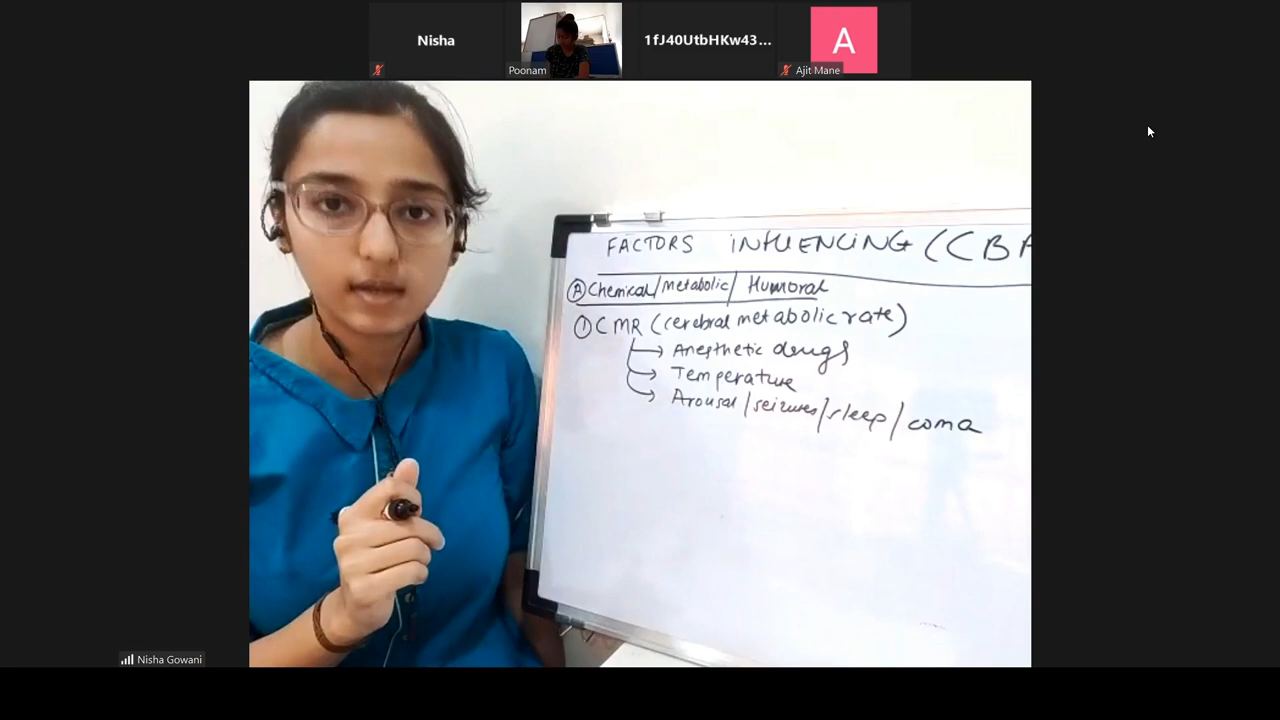 Nisha
1fJ40UtbHKw43...
A
Poonam
Ajit Mane
FACTORS INFLUENCING (CBF
Ⓐ Chemical/metabolic/Humoral
① CMR (cerebral metabolic rate)
→ Anesthetic drugs
→ Temperature
→ Arousal/seizures/sleep/coma
Nisha Gowani